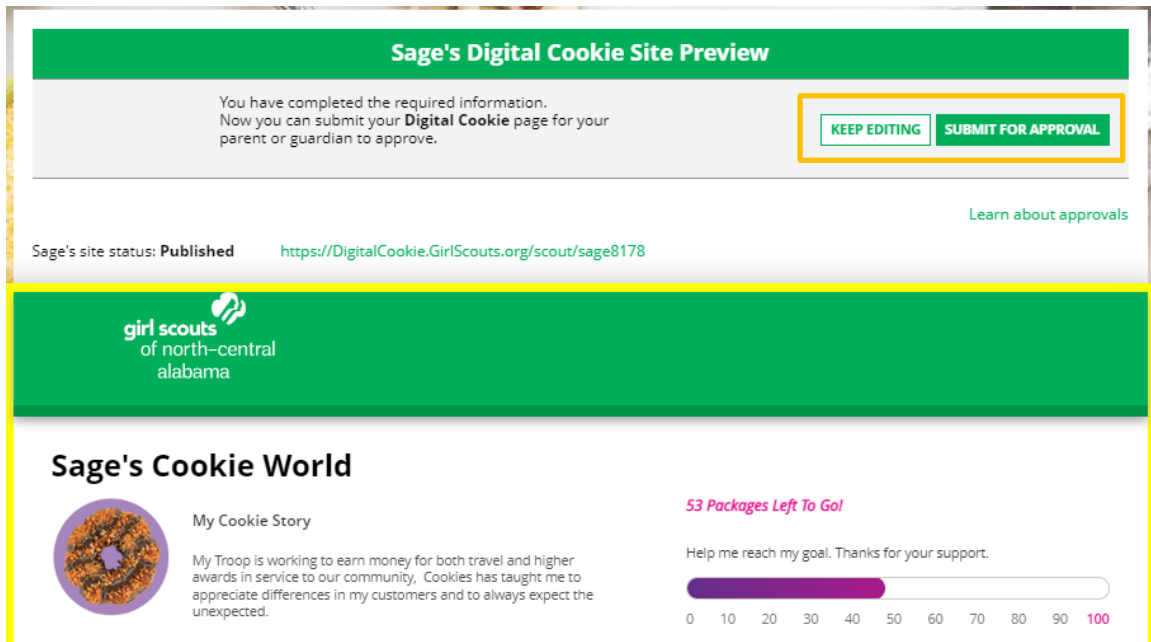 Sage's Digital Cookie Site Preview
You have completed the required information.
Now you can submit your Digital Cookie page for your
parent or guardian to approve.
KEEP EDITING
SUBMIT FOR APPROVAL
Learn about approvals
Sage's site status: Published
https://DigitalCookie.GirlScouts.org/scout/sage8178
girl scouts
of north-central
alabama
Sage's Cookie World
My Cookie Story
My Troop is working to earn money for both travel and higher
awards in service to our community, Cookies has taught me to
appreciate differences in my customers and to always expect the
unexpected.
53 Packages Left To Go!
Help me reach my goal. Thanks for your support.
0 10 20 30 40 50 60 70 80 90 100